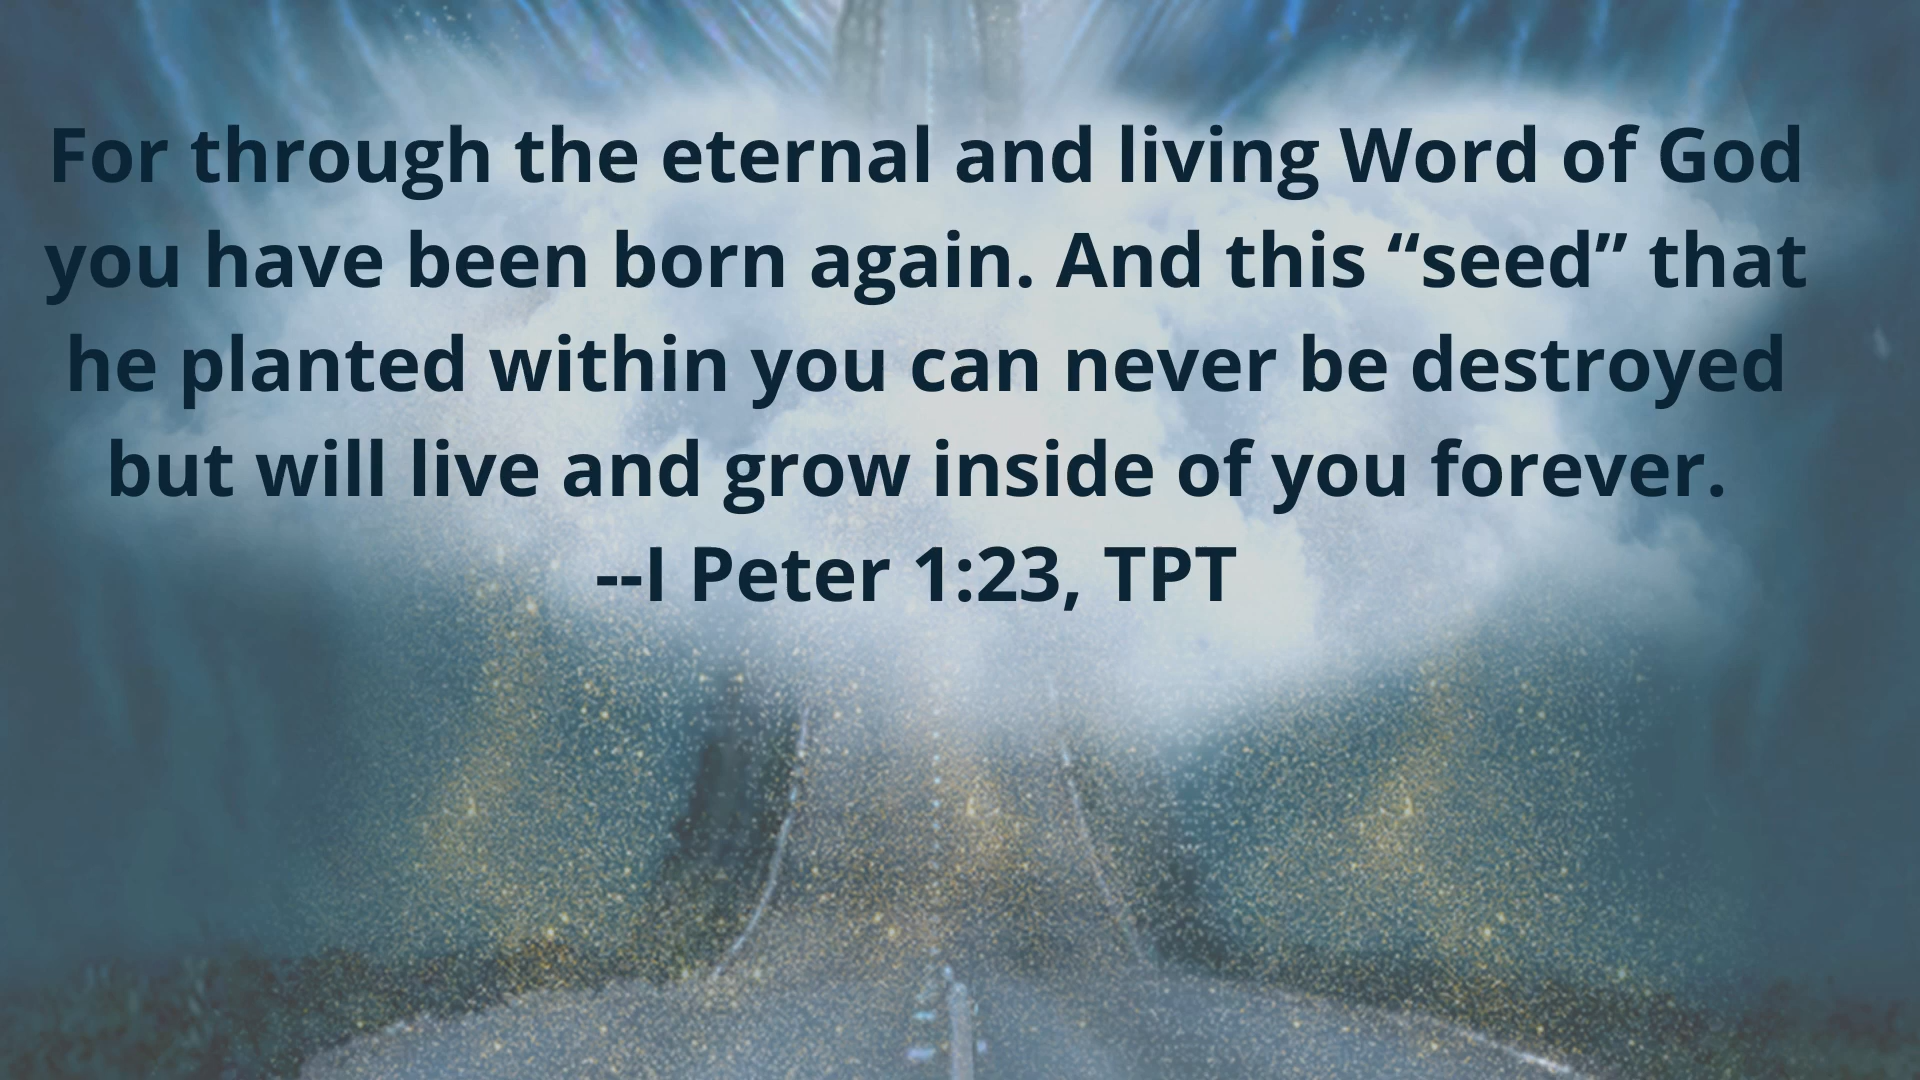 For through the eternal and living Word of God
you have been born again. And this “seed” that
he planted within you can never be destroyed
but will live and grow inside of you forever.
--I Peter 1:23, TPT